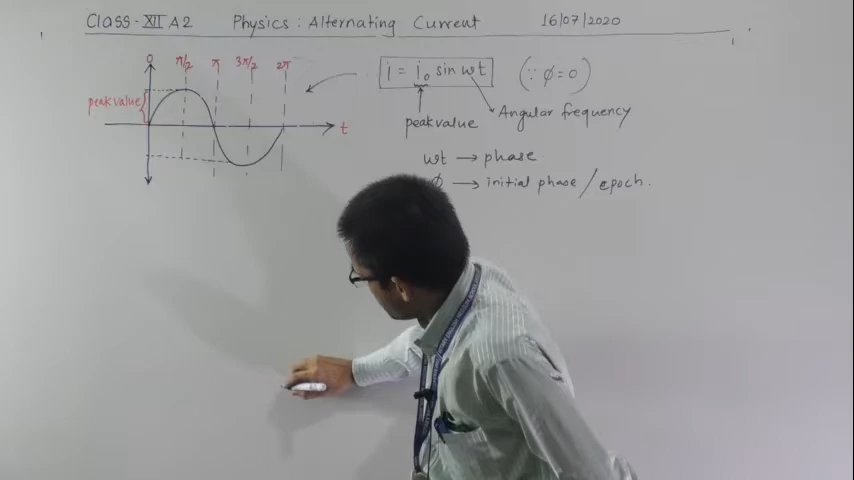 Class-XII A2 Physics : Alternating Current 16/07/2020
0 π/2 π 3π/2 2π
peak value
t
i = i₀ sin ωt (∵ φ=0)
peak value
Angular frequency
ωt → phase
φ → initial phase / epoch.